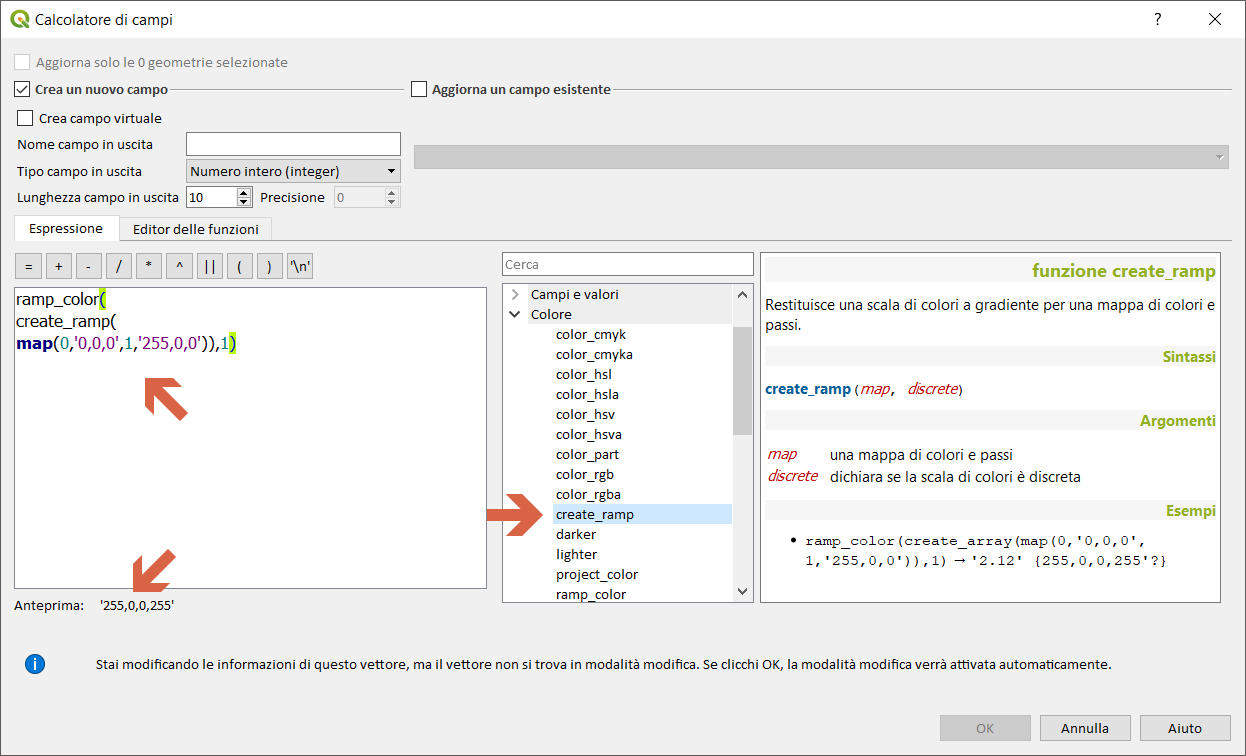 Calcolatore di campi
?
Aggiorna solo le 0 geometrie selezionate
Crea un nuovo campo
Aggiorna un campo esistente
Crea campo virtuale
Nome campo in uscita
Tipo campo in uscita Numero intero (integer)
Lunghezza campo in uscita 10 Precisione 0
Espressione Editor delle funzioni
= + - / * ^ || ( ) '\n'
ramp_color(
create_ramp(
map(0,'0,0,0',1,'255,0,0')),1)
Anteprima: '255,0,0,255'
Cerca
Campi e valori
Colore
color_cmyk
color_cmyka
color_hsl
color_hsla
color_hsv
color_hsva
color_part
color_rgb
color_rgba
create_ramp
darker
lighter
project_color
ramp_color
funzione create_ramp
Restituisce una scala di colori a gradiente per una mappa di colori e
passi.
Sintassi
create_ramp(map, discrete)
Argomenti
map una mappa di colori e passi
discrete dichiara se la scala di colori è discreta
Esempi
• ramp_color(create_array(map(0,'0,0,0',
1,'255,0,0')),1) → '2.12' {255,0,0,255'?}
i
Stai modificando le informazioni di questo vettore, ma il vettore non si trova in modalità modifica. Se clicchi OK, la modalità modifica verrà attivata automaticamente.
OK Annulla Aiuto